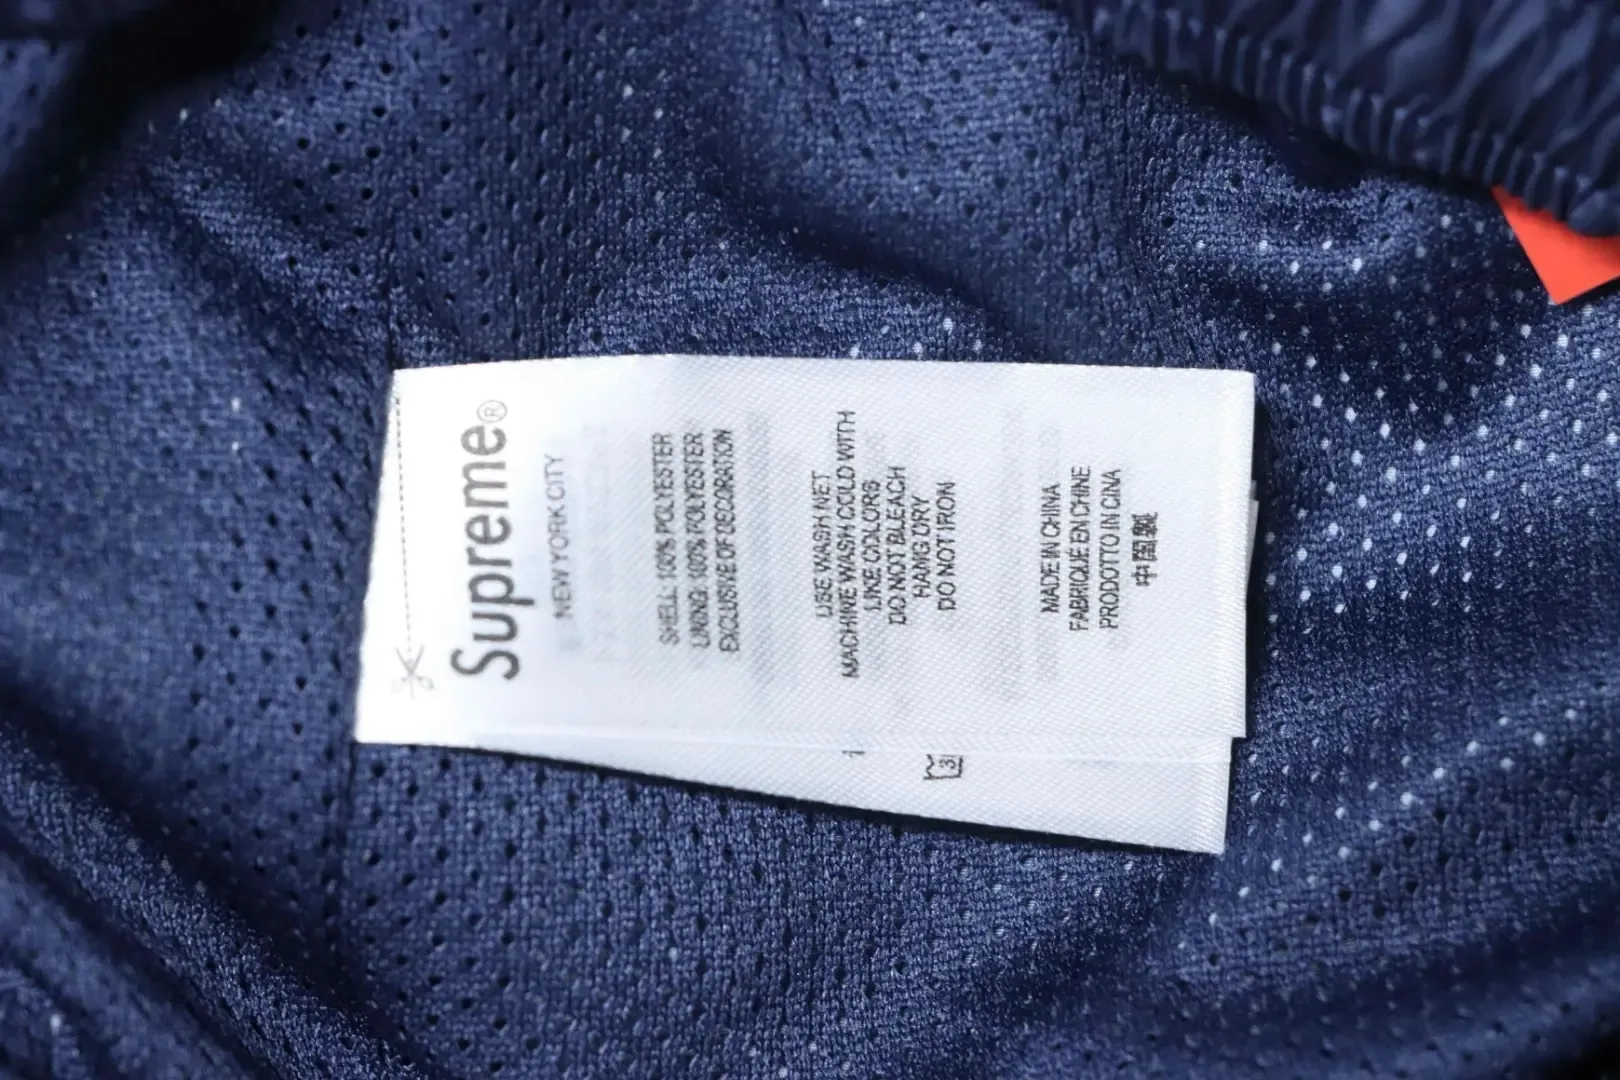 Supreme®
NEW YORK CITY
SHELL: 100% POLYESTER
LINING: 100% POLYESTER
EXCLUSIVE OF DECORATION
USE WASH NET
MACHINE WASH COLD WITH
LIKE COLORS
DO NOT BLEACH
HANG DRY
DO NOT IRON
MADE IN CHINA
FABRIQUÉ EN CHINE
PRODOTTO IN CINA
中國製